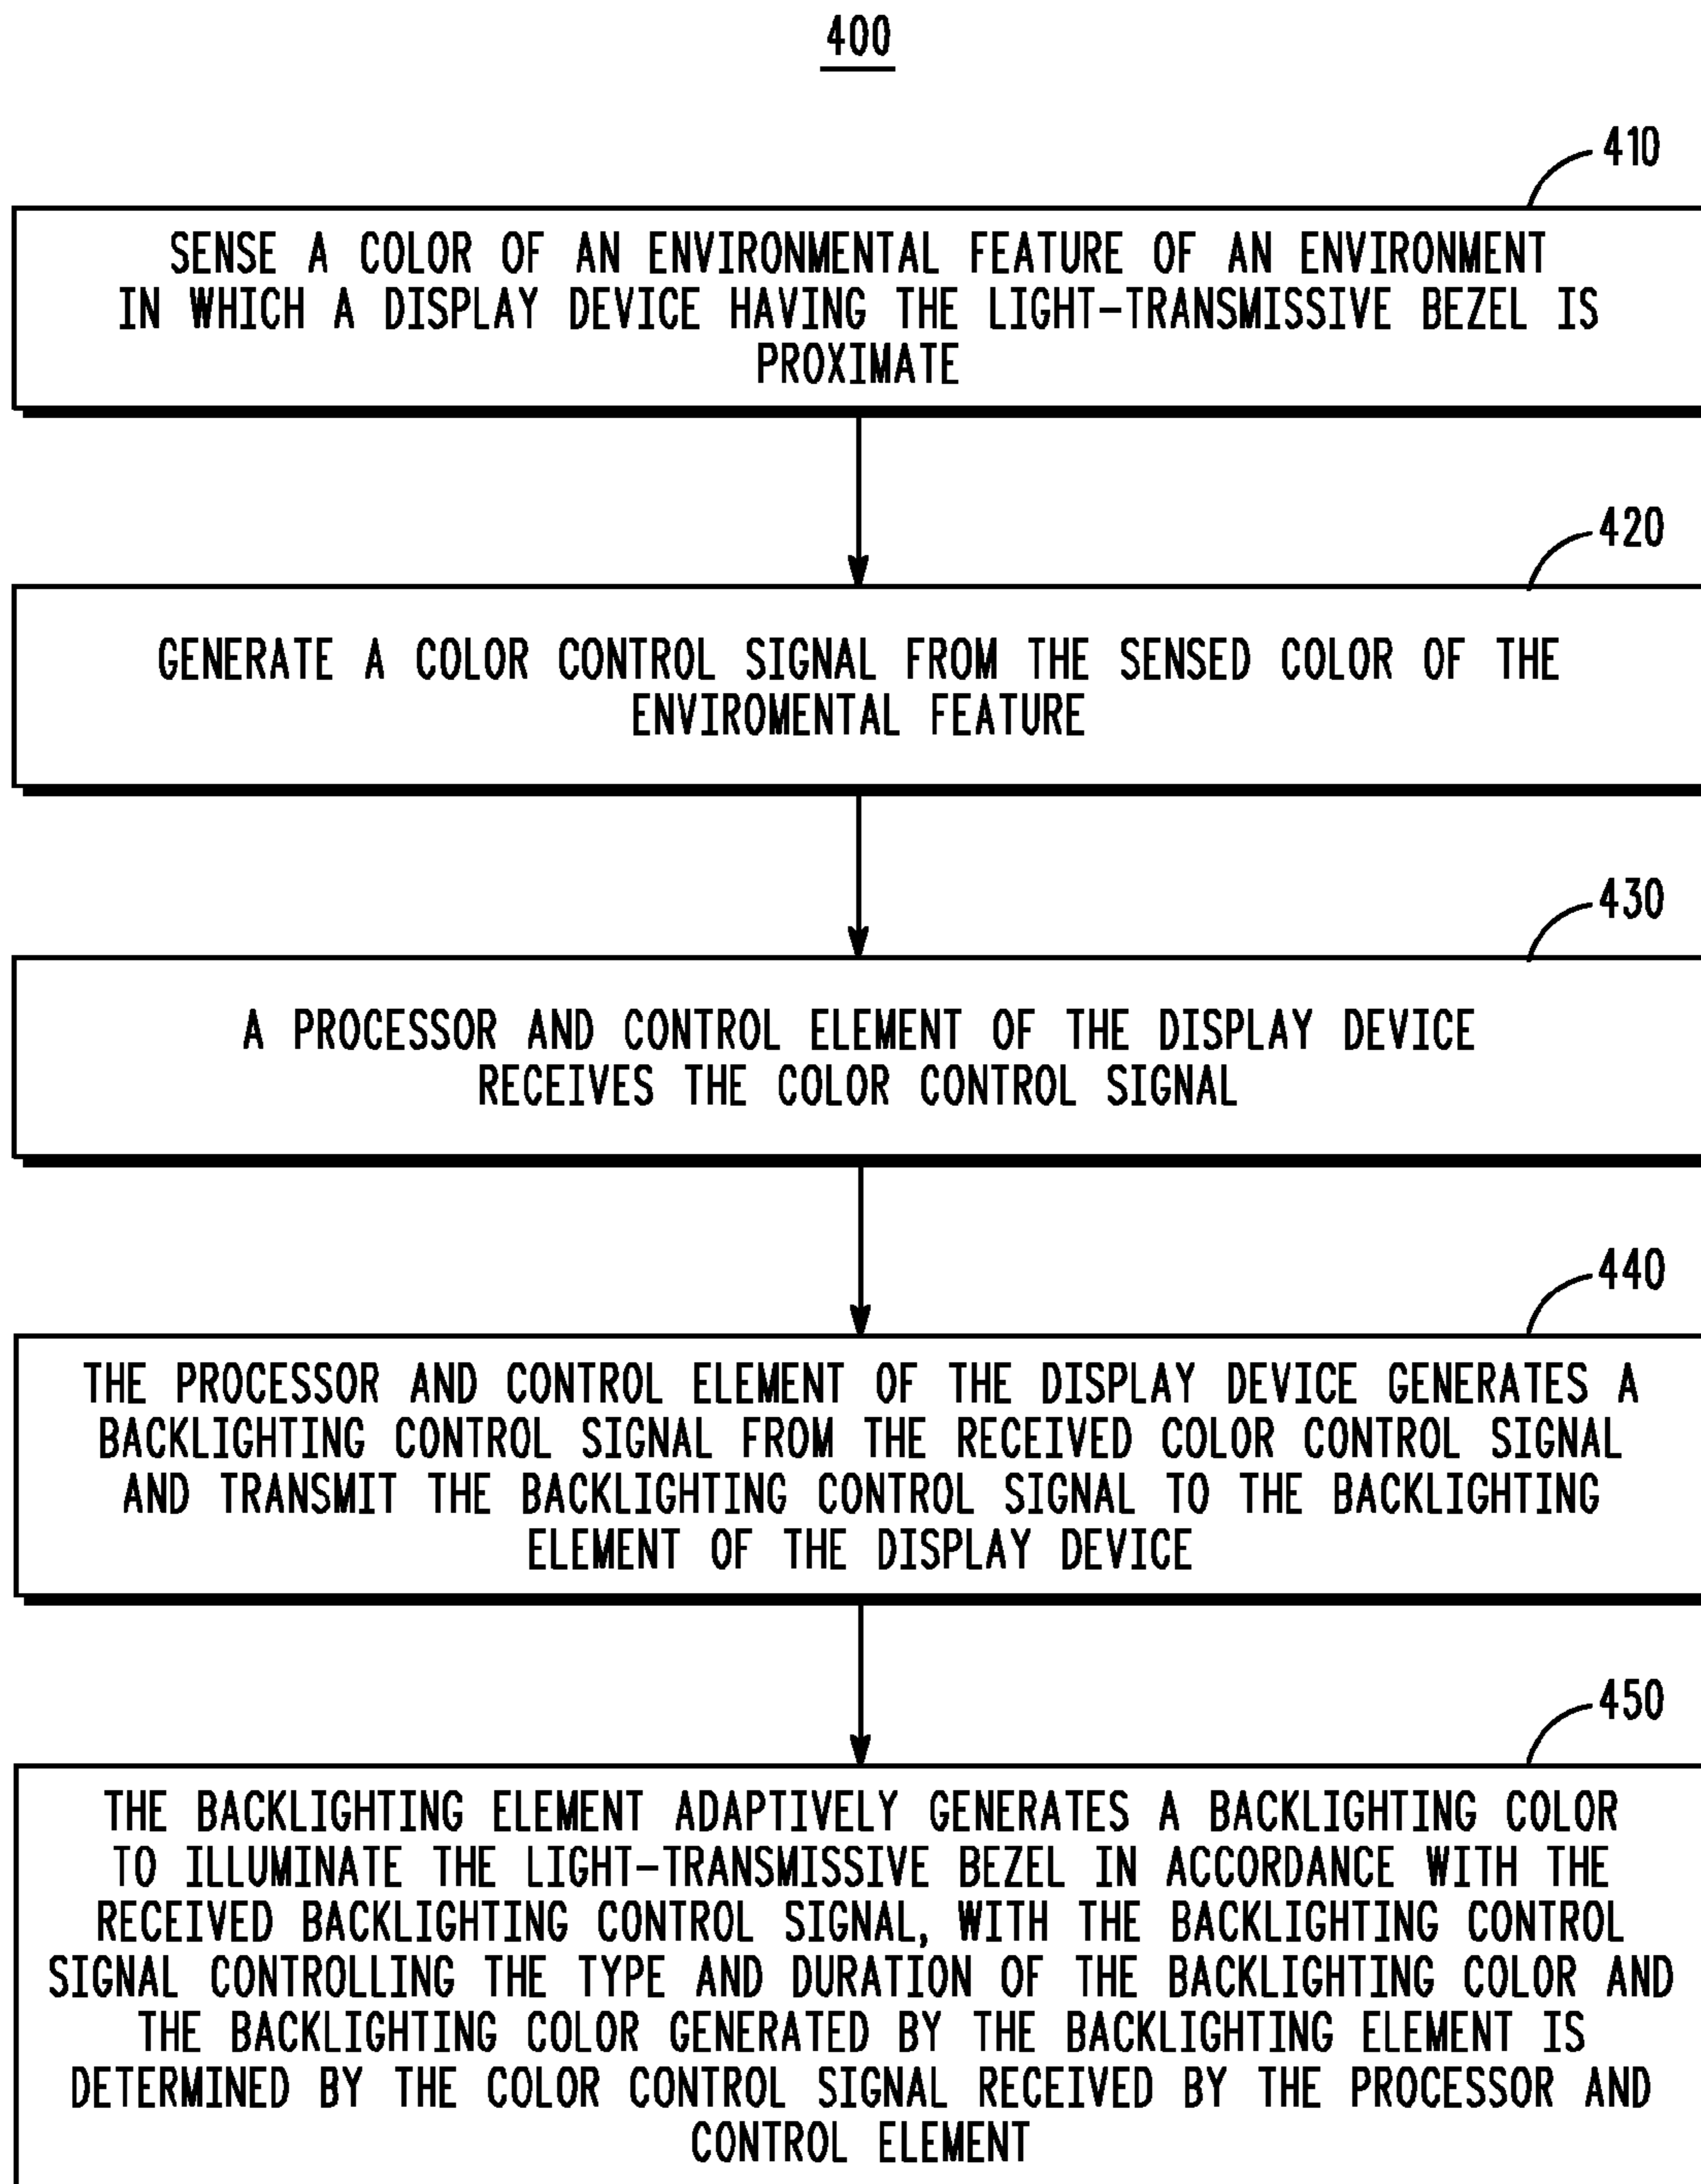 400
410
SENSE A COLOR OF AN ENVIRONMENTAL FEATURE OF AN ENVIRONMENT
IN WHICH A DISPLAY DEVICE HAVING THE LIGHT-TRANSMISSIVE BEZEL IS
PROXIMATE
420
GENERATE A COLOR CONTROL SIGNAL FROM THE SENSED COLOR OF THE
ENVIROMENTAL FEATURE
430
A PROCESSOR AND CONTROL ELEMENT OF THE DISPLAY DEVICE
RECEIVES THE COLOR CONTROL SIGNAL
440
THE PROCESSOR AND CONTROL ELEMENT OF THE DISPLAY DEVICE GENERATES A
BACKLIGHTING CONTROL SIGNAL FROM THE RECEIVED COLOR CONTROL SIGNAL
AND TRANSMIT THE BACKLIGHTING CONTROL SIGNAL TO THE BACKLIGHTING
ELEMENT OF THE DISPLAY DEVICE
450
THE BACKLIGHTING ELEMENT ADAPTIVELY GENERATES A BACKLIGHTING COLOR
TO ILLUMINATE THE LIGHT-TRANSMISSIVE BEZEL IN ACCORDANCE WITH THE
RECEIVED BACKLIGHTING CONTROL SIGNAL, WITH THE BACKLIGHTING CONTROL
SIGNAL CONTROLLING THE TYPE AND DURATION OF THE BACKLIGHTING COLOR AND
THE BACKLIGHTING COLOR GENERATED BY THE BACKLIGHTING ELEMENT IS
DETERMINED BY THE COLOR CONTROL SIGNAL RECEIVED BY THE PROCESSOR AND
CONTROL ELEMENT